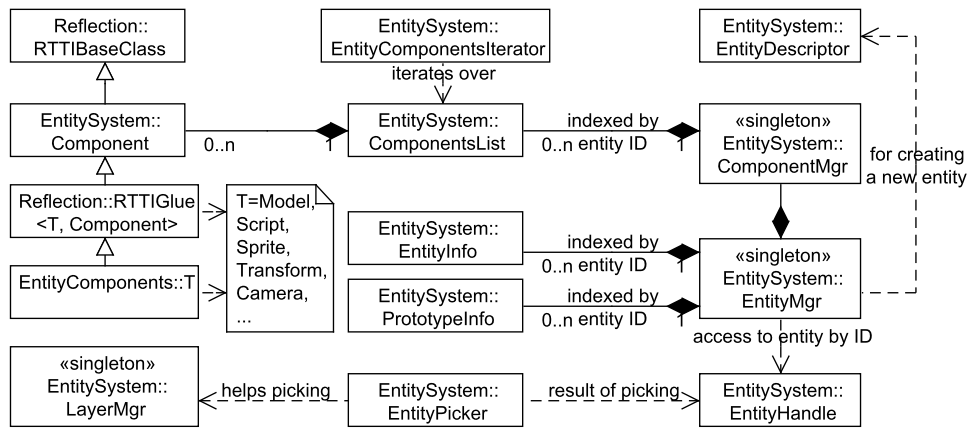 Reflection::
RTTIBaseClass
EntitySystem::
EntityComponentsIterator
EntitySystem::
EntityDescriptor
iterates over
EntitySystem::
Component
0..n
1
EntitySystem::
ComponentsList
indexed by
0..n entity ID
1
«singleton»
EntitySystem::
ComponentMgr
for creating
a new entity
Reflection::RTTIGlue
<T, Component>
T=Model,
Script,
Sprite,
Transform,
Camera,
...
EntitySystem::
EntityInfo
indexed by
0..n entity ID
1
«singleton»
EntitySystem::
EntityMgr
EntityComponents::T
EntitySystem::
PrototypeInfo
indexed by
0..n entity ID
1
access to entity by ID
«singleton»
EntitySystem::
LayerMgr
helps picking
EntitySystem::
EntityPicker
result of picking
EntitySystem::
EntityHandle